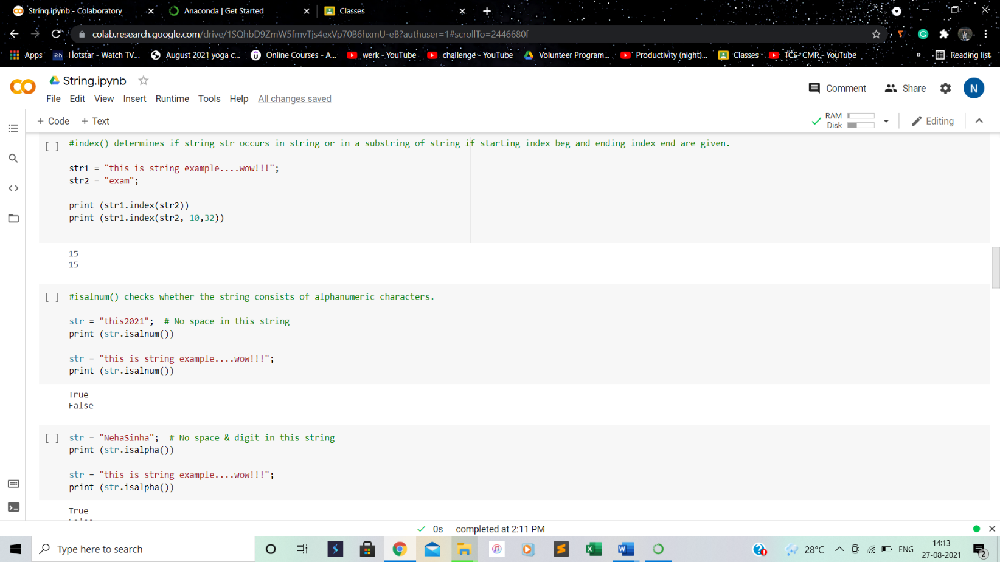 String.ipynb - Colaboratory
Anaconda | Get Started
Classes
colab.research.google.com/drive/1SQhbD9ZmW5fmvTjs4exVp70B6hxmU-eB?authuser=1#scrollTo=2446680f
Apps
Hotstar - Watch TV...
August 2021 yoga c...
Online Courses - A...
werk - YouTube
challenge - YouTube
Volunteer Program...
Productivity (night)...
Classes
TCS- CMR - YouTube
»
Reading list
String.ipynb
File Edit View Insert Runtime Tools Help All changes saved
Comment
Share
N
+ Code + Text
RAM
Disk
Editing
[ ] #index() determines if string str occurs in string or in a substring of string if starting index beg and ending index end are given.
str1 = "this is string example....wow!!!";
str2 = "exam";
print (str1.index(str2))
print (str1.index(str2, 10,32))
15
15
[ ] #isalnum() checks whether the string consists of alphanumeric characters.
str = "this2021";  # No space in this string
print (str.isalnum())
str = "this is string example....wow!!!";
print (str.isalnum())
True
False
[ ] str = "NehaSinha";  # No space & digit in this string
print (str.isalpha())
str = "this is string example....wow!!!";
print (str.isalpha())
True
False
0s completed at 2:11 PM
Type here to search
28°C
ENG
14:13
27-08-2021
2